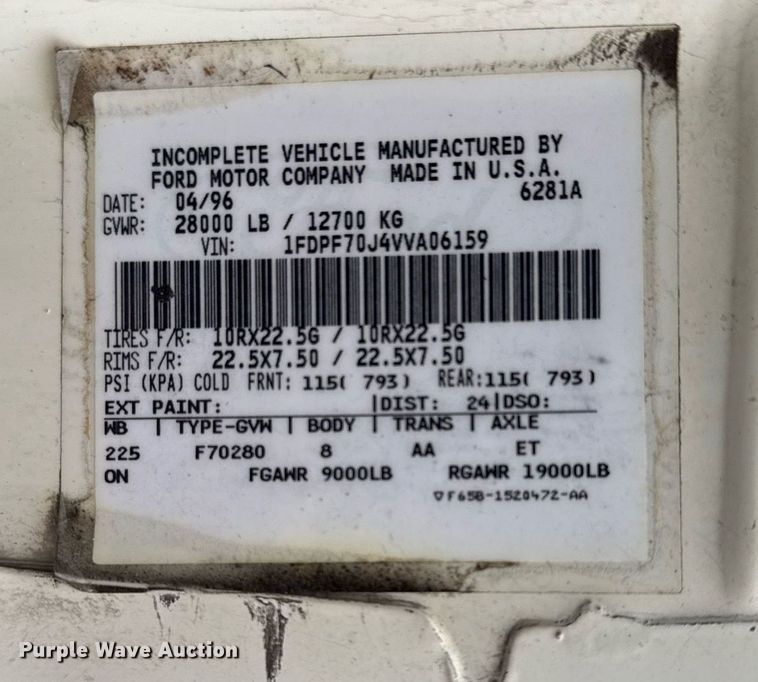 INCOMPLETE VEHICLE MANUFACTURED BY
FORD MOTOR COMPANY MADE IN U.S.A.
DATE: 04/96 6281A
GVWR: 28000 LB / 12700 KG
VIN: 1FDPF70J4VVA06159
TIRES F/R: 10RX22.5G / 10RX22.5G
RIMS F/R: 22.5X7.50 / 22.5X7.50
PSI (KPA) COLD FRNT: 115( 793) REAR:115( 793)
EXT PAINT: |DIST: 24|DSO:
WB | TYPE-GVW | BODY | TRANS | AXLE
225 F70280 8 AA ET
ON FGAWR 9000LB RGAWR 19000LB
▽F65B-1520472-AA
Purple Wave Auction